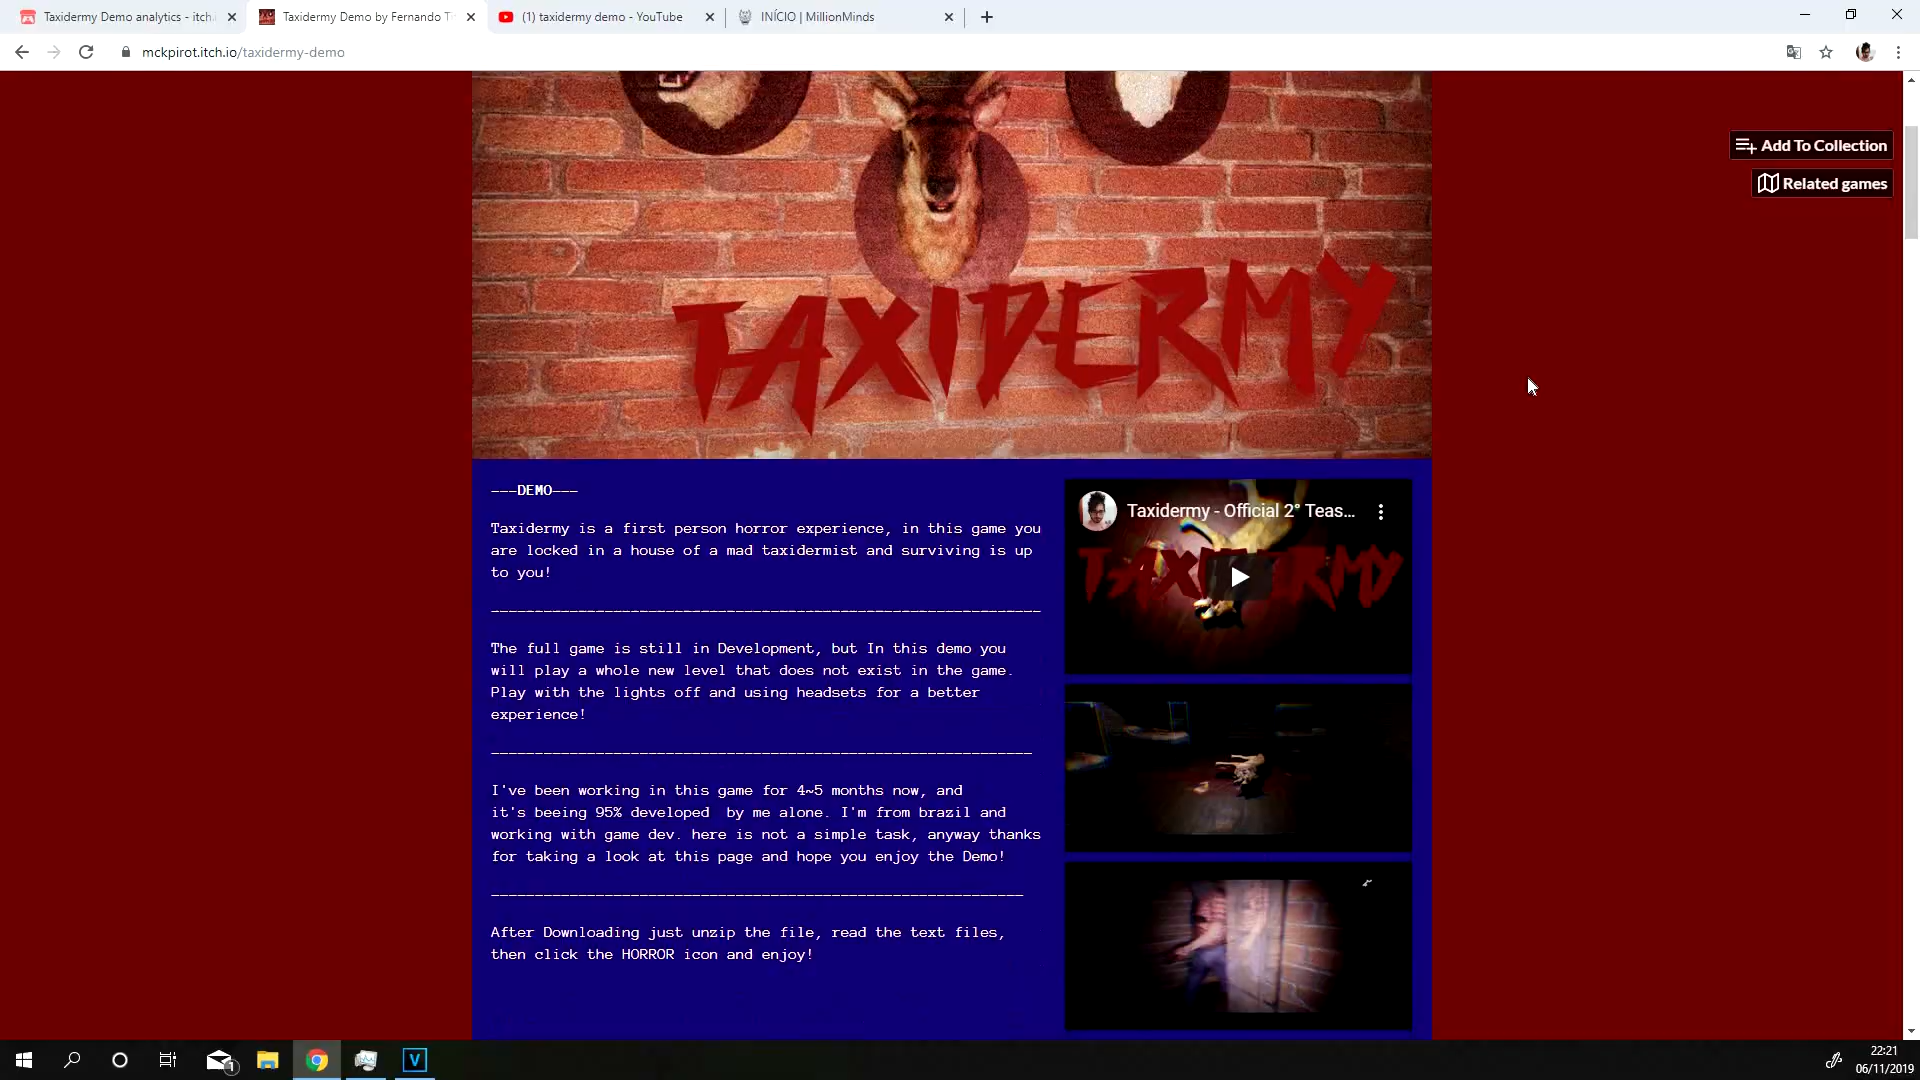 Taxidermy Demo analytics - itch.
Taxidermy Demo by Fernando Ti
(1) taxidermy demo - YouTube
INÍCIO | MillionMinds
mckpirot.itch.io/taxidermy-demo
Add To Collection
Related games
TAXIDERMY
---DEMO---
Taxidermy - Official 2° Teas...
TAXIDERMY
Taxidermy is a first person horror experience, in this game you
are locked in a house of a mad taxidermist and surviving is up
to you!
The full game is still in Development, but In this demo you
will play a whole new level that does not exist in the game.
Play with the lights off and using headsets for a better
experience!
I've been working in this game for 4~5 months now, and
it's beeing 95% developed  by me alone. I'm from brazil and
working with game dev. here is not a simple task, anyway thanks
for taking a look at this page and hope you enjoy the Demo!
After Downloading just unzip the file, read the text files,
then click the HORROR icon and enjoy!
1
V
22:21
06/11/2019